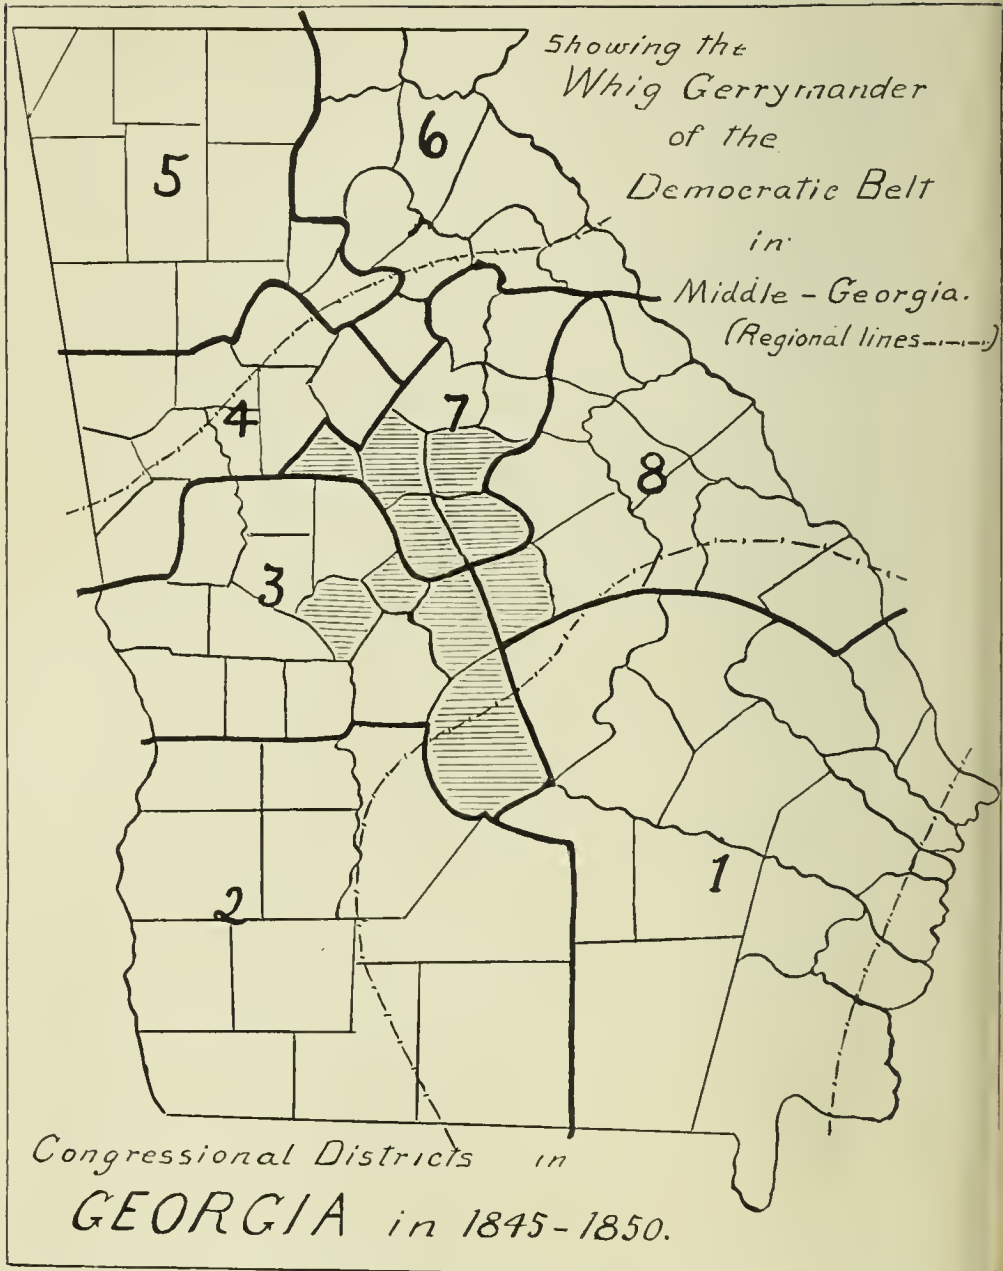 Showing the
Whig Gerrymander
of the
Democratic Belt
in
Middle - Georgia.
(Regional lines-.-.-.-)
6
5
4
7
8
3
1
2
Congressional Districts in
GEORGIA in 1845-1850.